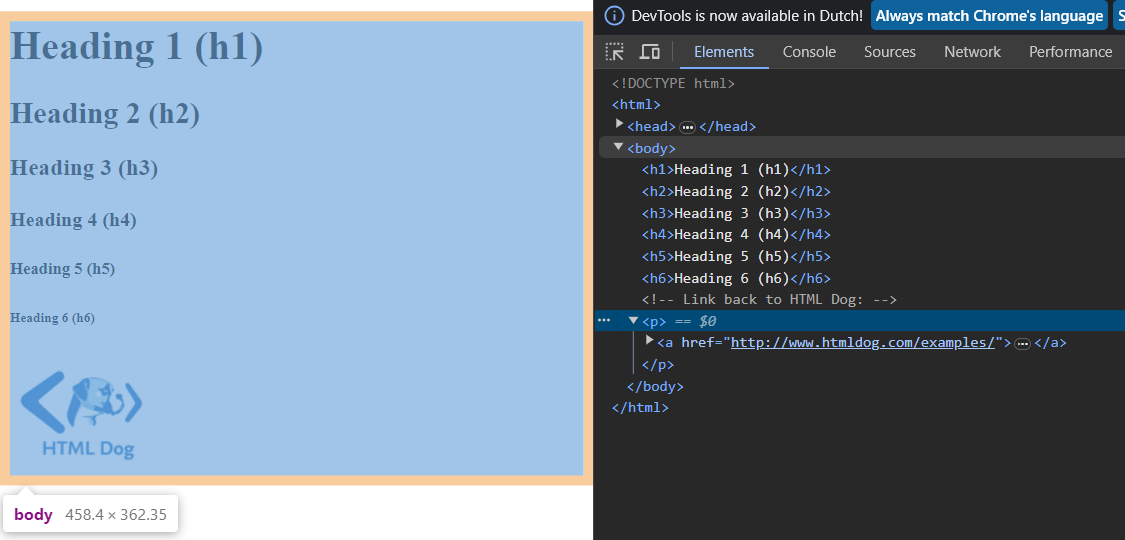 Heading 1 (h1)
Heading 2 (h2)
Heading 3 (h3)
Heading 4 (h4)
Heading 5 (h5)
Heading 6 (h6)
HTML Dog
body 458.4 × 362.35
DevTools is now available in Dutch! Always match Chrome's language S
Elements Console Sources Network Performance
<!DOCTYPE html>
<html>
<head> ⋯ </head>
<body>
<h1>Heading 1 (h1)</h1>
<h2>Heading 2 (h2)</h2>
<h3>Heading 3 (h3)</h3>
<h4>Heading 4 (h4)</h4>
<h5>Heading 5 (h5)</h5>
<h6>Heading 6 (h6)</h6>
<!-- Link back to HTML Dog: -->
⋯ <p> == $0
<a href="http://www.htmldog.com/examples/"> ⋯ </a>
</p>
</body>
</html>